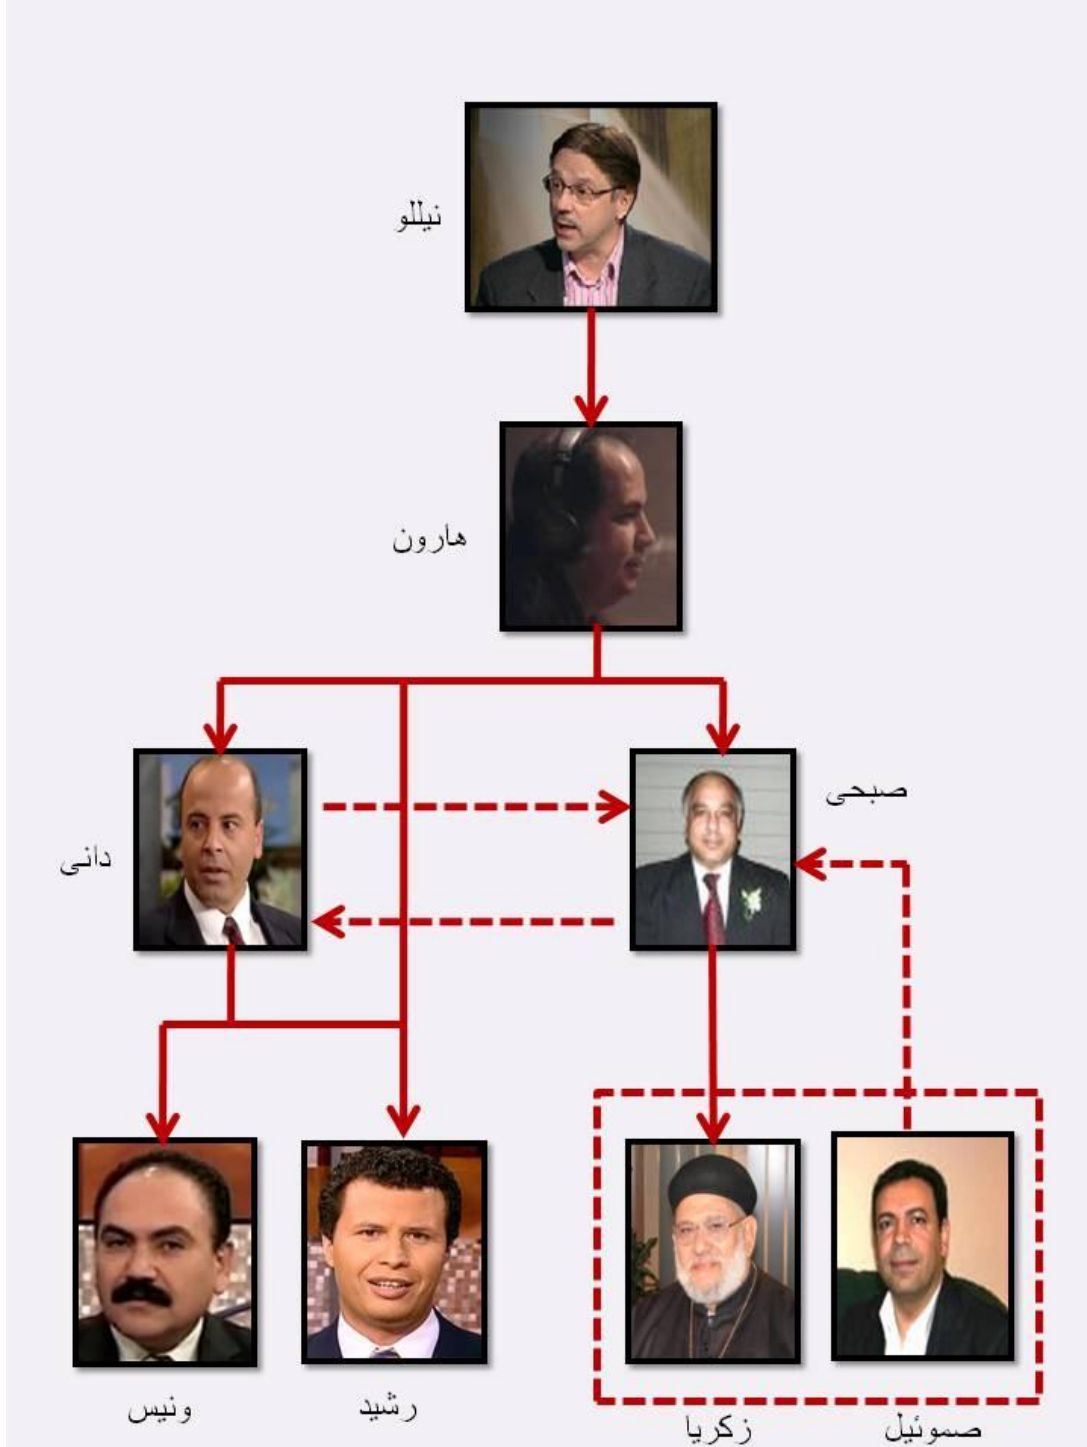 نيللو
هارون
صبحى
دانى
صموئيل
زكريا
رشيد
ونيس